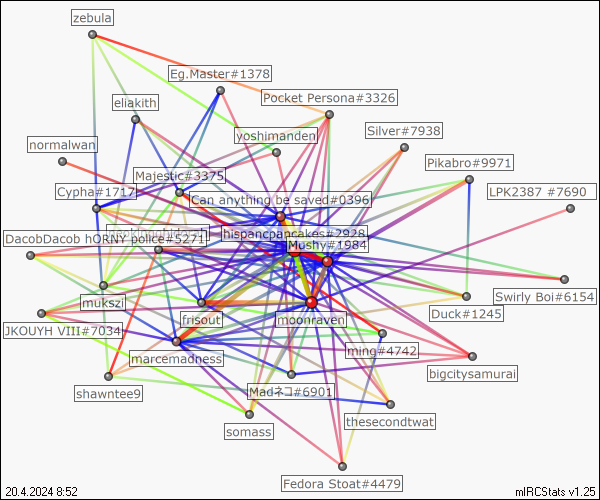 zebula
Eg.Master#1378
Pocket Persona#3326
eliakith
Silver#7938
yoshimanden
normalwan
Pikabro#9971
Majestic#3375
LPK2387 #7690
Cypha#1717
Can anything be saved#0396
hispancpancakes#2928
DacobDacob hORNY police#5271
Mushy#1984
mukszi
Swirly Boi#6154
Duck#1245
frisout
moonraven
JKOUYH VIII#7034
ming#4742
marcemadness
bigcitysamurai
shawntee9
Madネコ#6901
thesecondtwat
somass
Fedora Stoat#4479
20.4.2024 8:52
mIRCStats v1.25